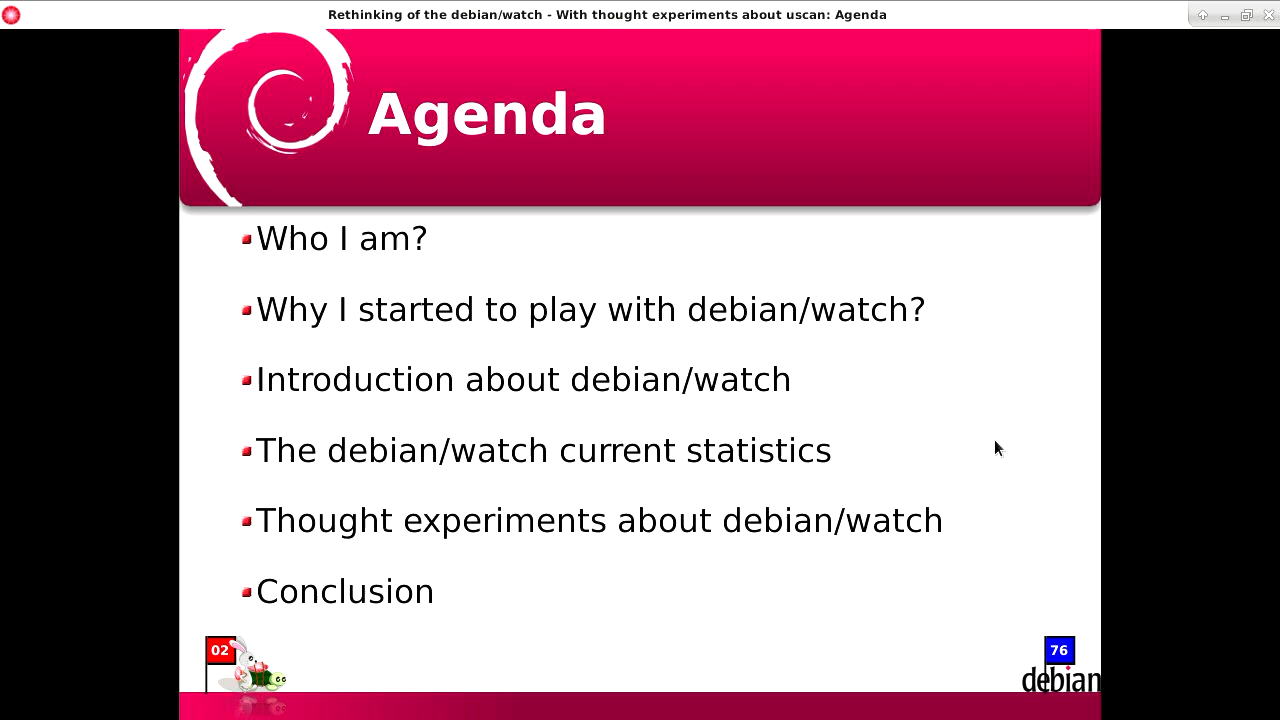 Rethinking of the debian/watch - With thought experiments about uscan: Agenda
Agenda
Who I am?
Why I started to play with debian/watch?
Introduction about debian/watch
The debian/watch current statistics
Thought experiments about debian/watch
Conclusion
02
76
debian